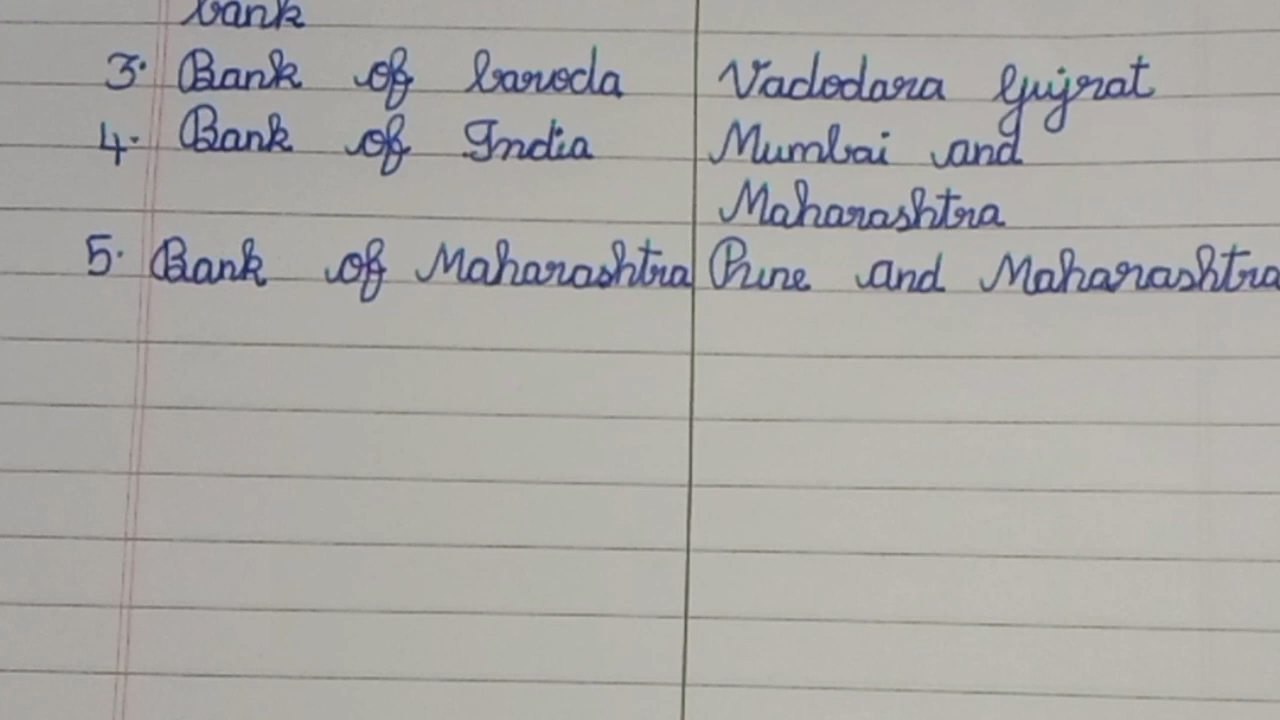 bank
3. Bank of baroda Vadodara Gujrat
4. Bank of India Mumbai and
Maharashtra
5. Bank of Maharashtra Pune and Maharashtra